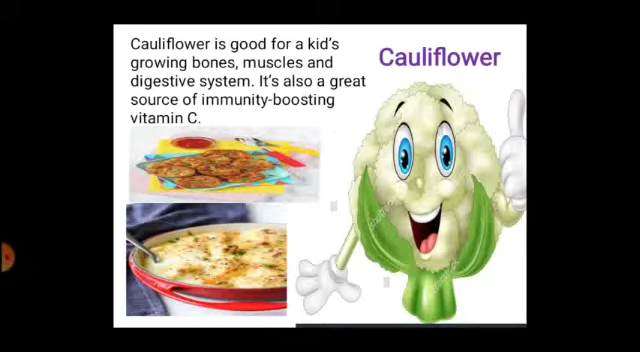 Cauliflower is good for a kid's
growing bones, muscles and
digestive system. It's also a great
source of immunity-boosting
vitamin C.
Cauliflower